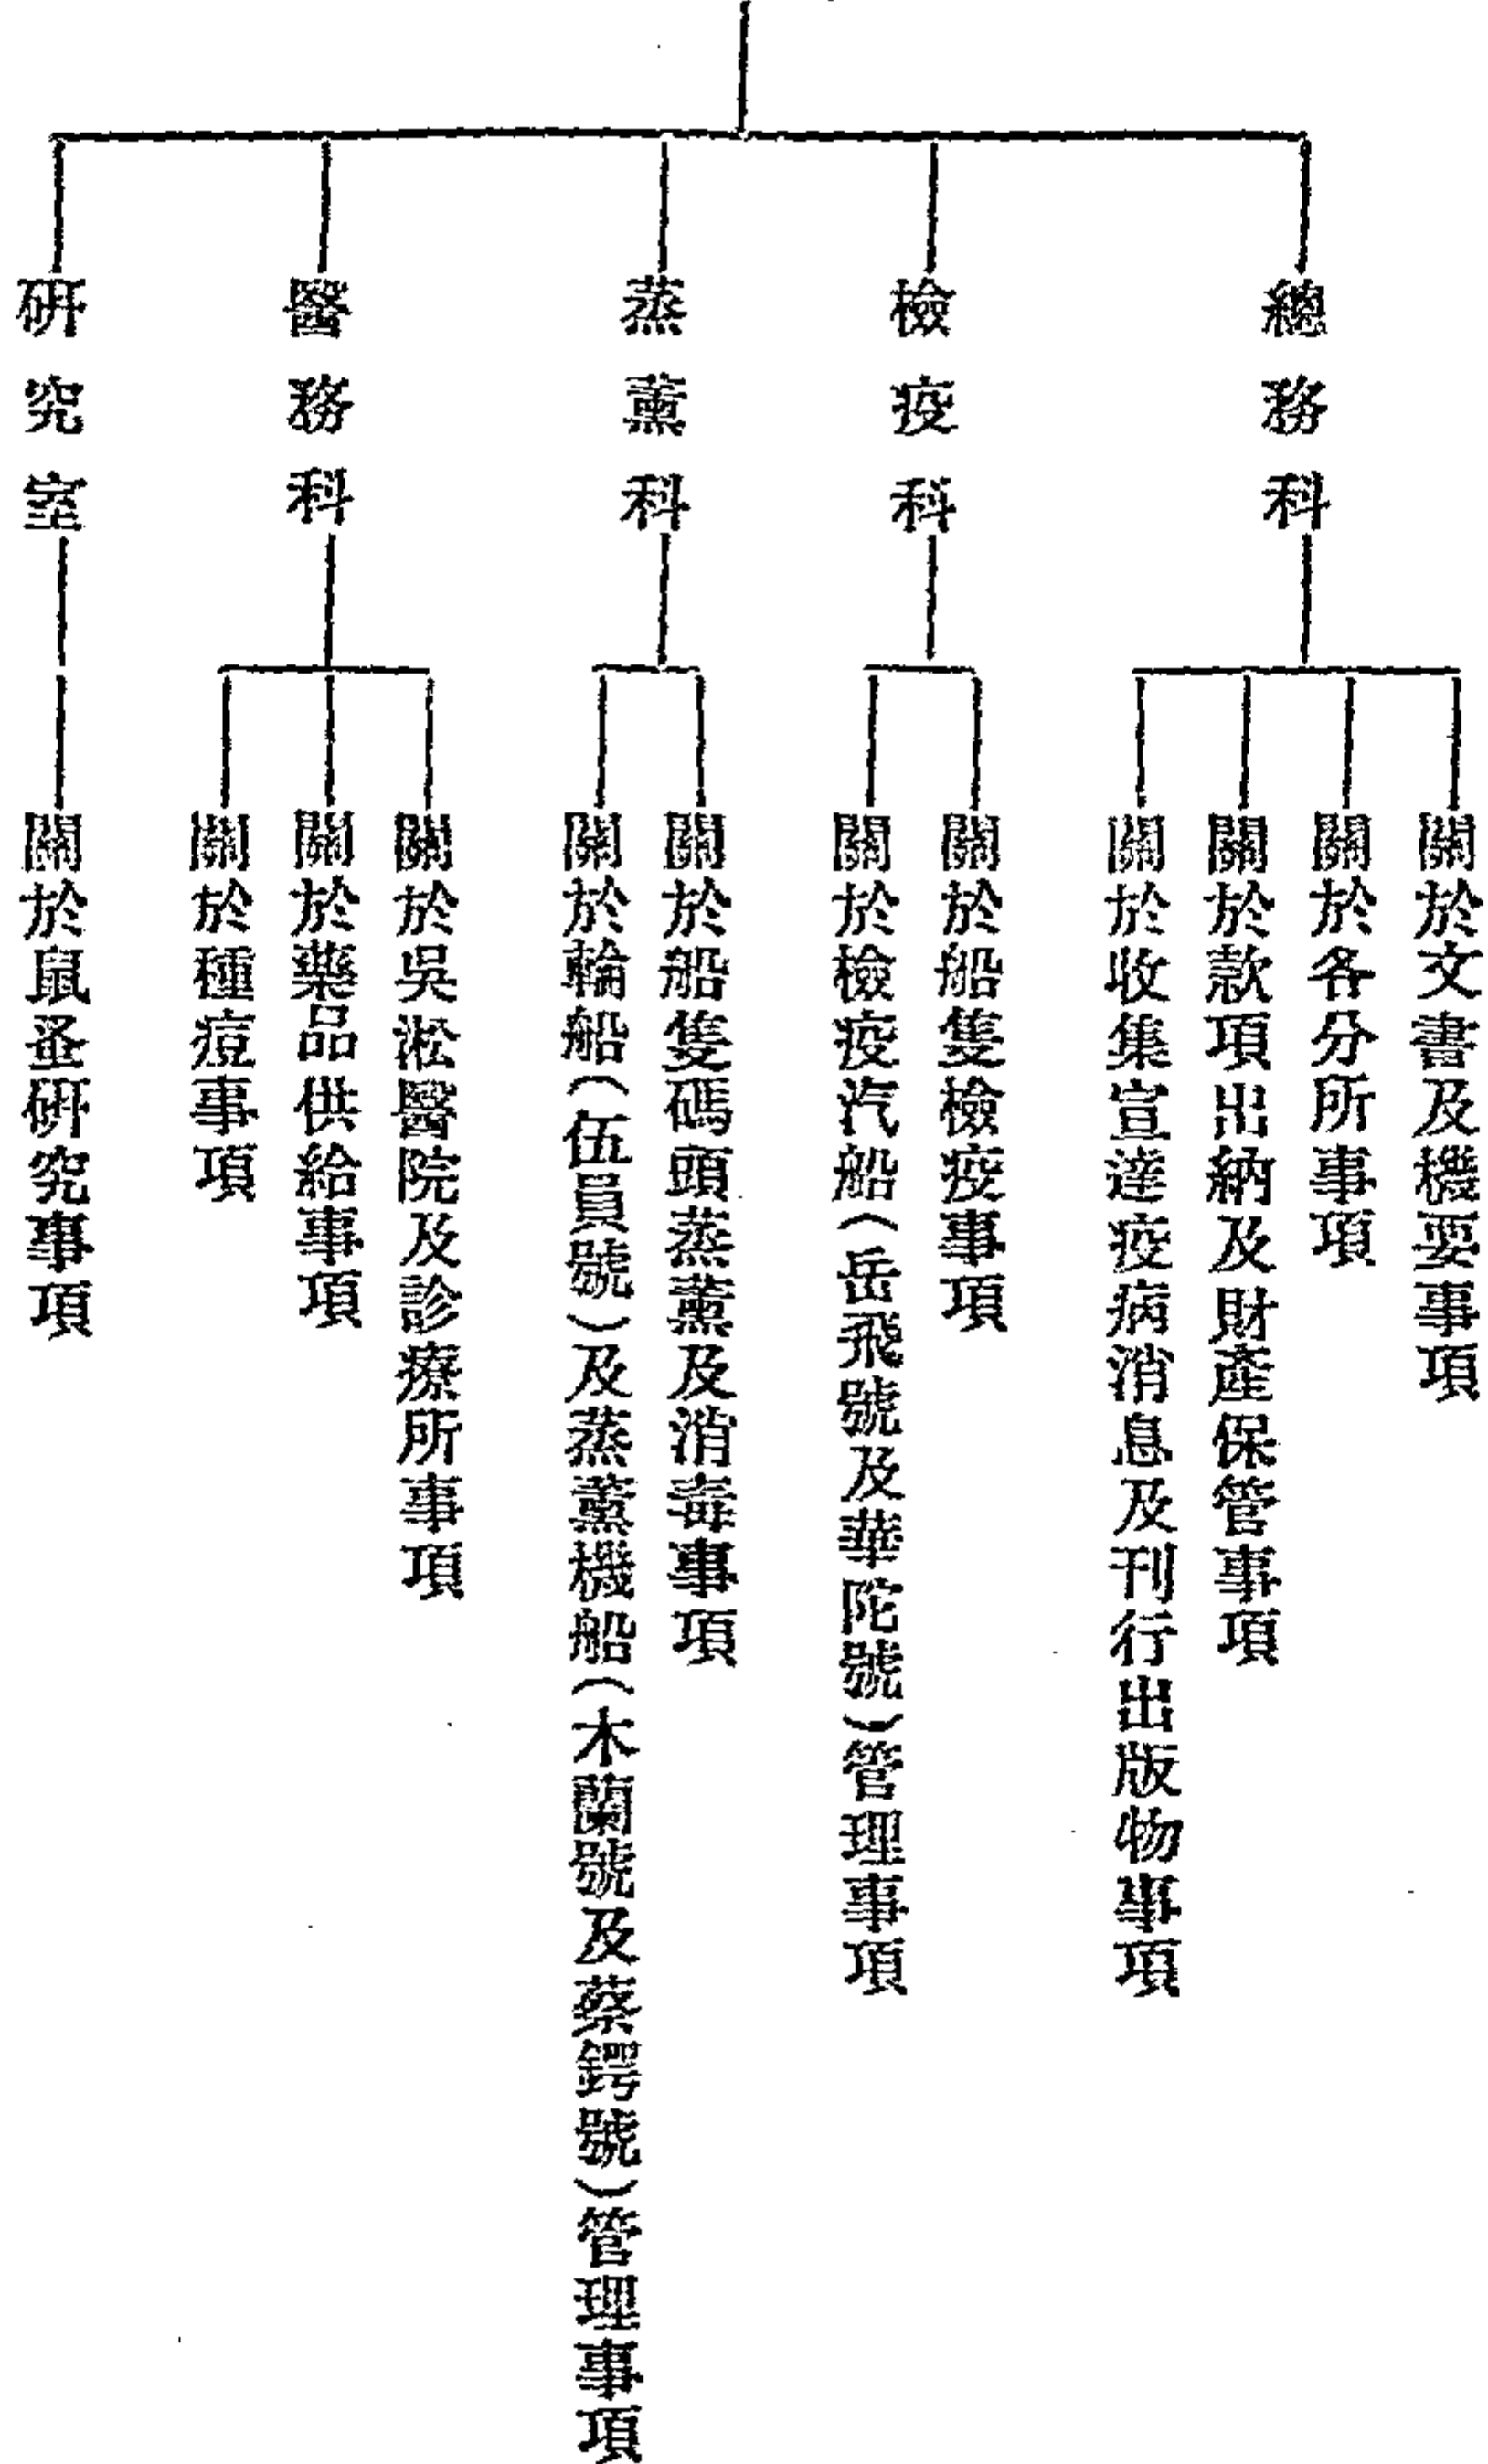 總務科
關於文書及機要事項
關於各分所事項
關於款項出納及財產保管事項
關於收集宣達疫病消息及刊行出版物事項
檢疫科
關於船隻檢疫事項
關於檢疫汽船(岳飛號及華陀號)管理事項
蒸薰科
關於船隻碼頭蒸薰及消毒事項
關於輪船(伍員號)及蒸薰機船(木蘭號及蔡鍔號)管理事項
醫務科
關於吳淞醫院及診療所事項
關於藥品供給事項
關於種痘事項
研究室
關於鼠蚤研究事項